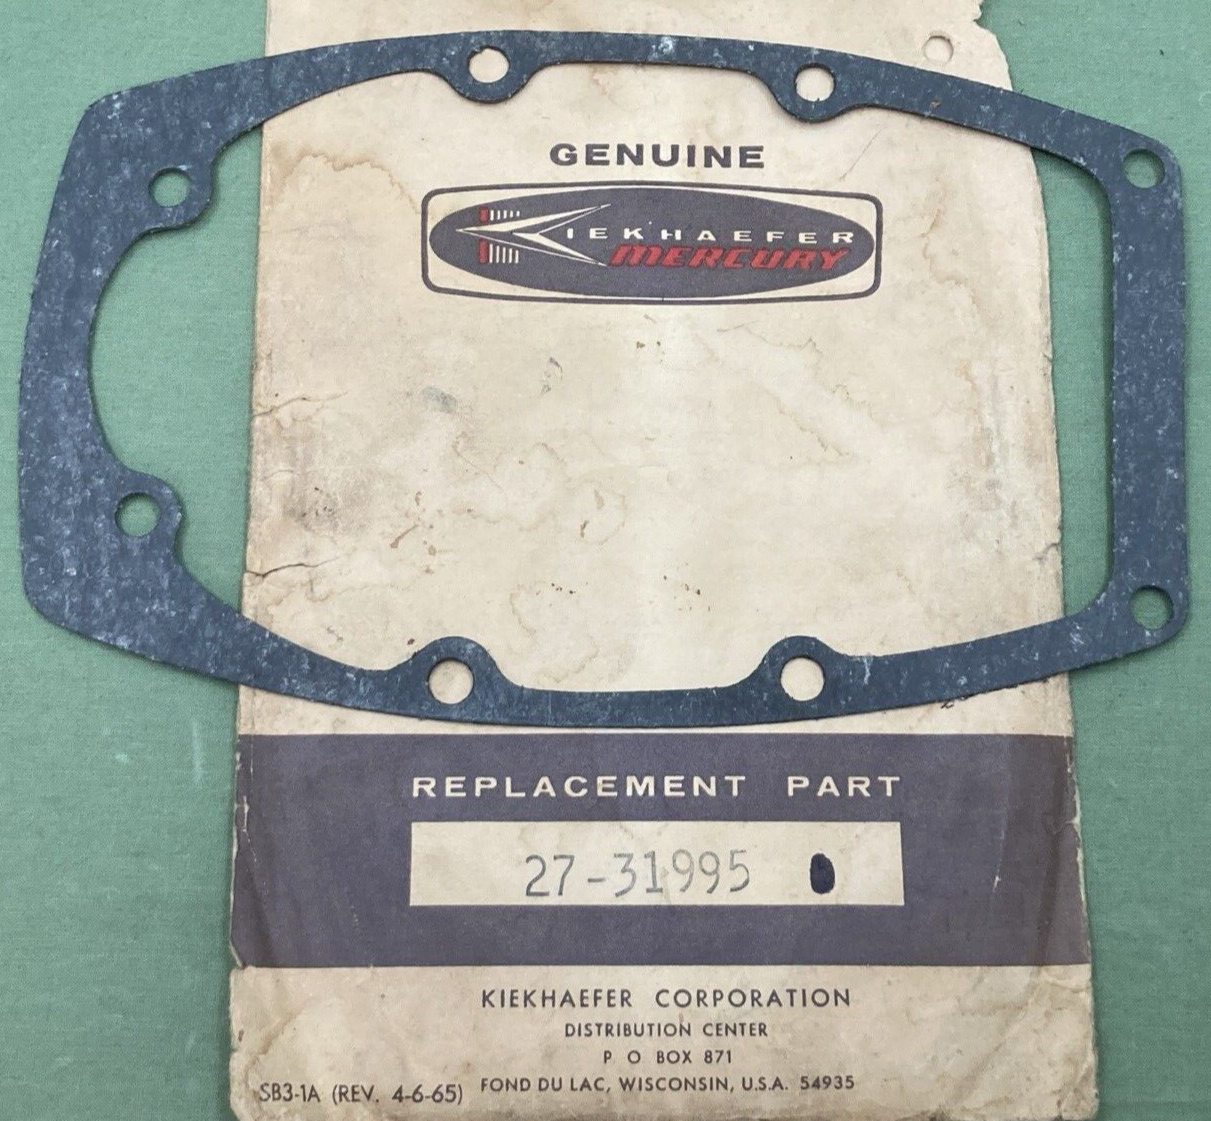 GENUINE
KIEKHAEFER
MERCURY
REPLACEMENT PART
27-31995
KIEKHAEFER CORPORATION
DISTRIBUTION CENTER
P O BOX 871
SB3-1A (REV. 4-6-65) FOND DU LAC, WISCONSIN, U.S.A. 54935